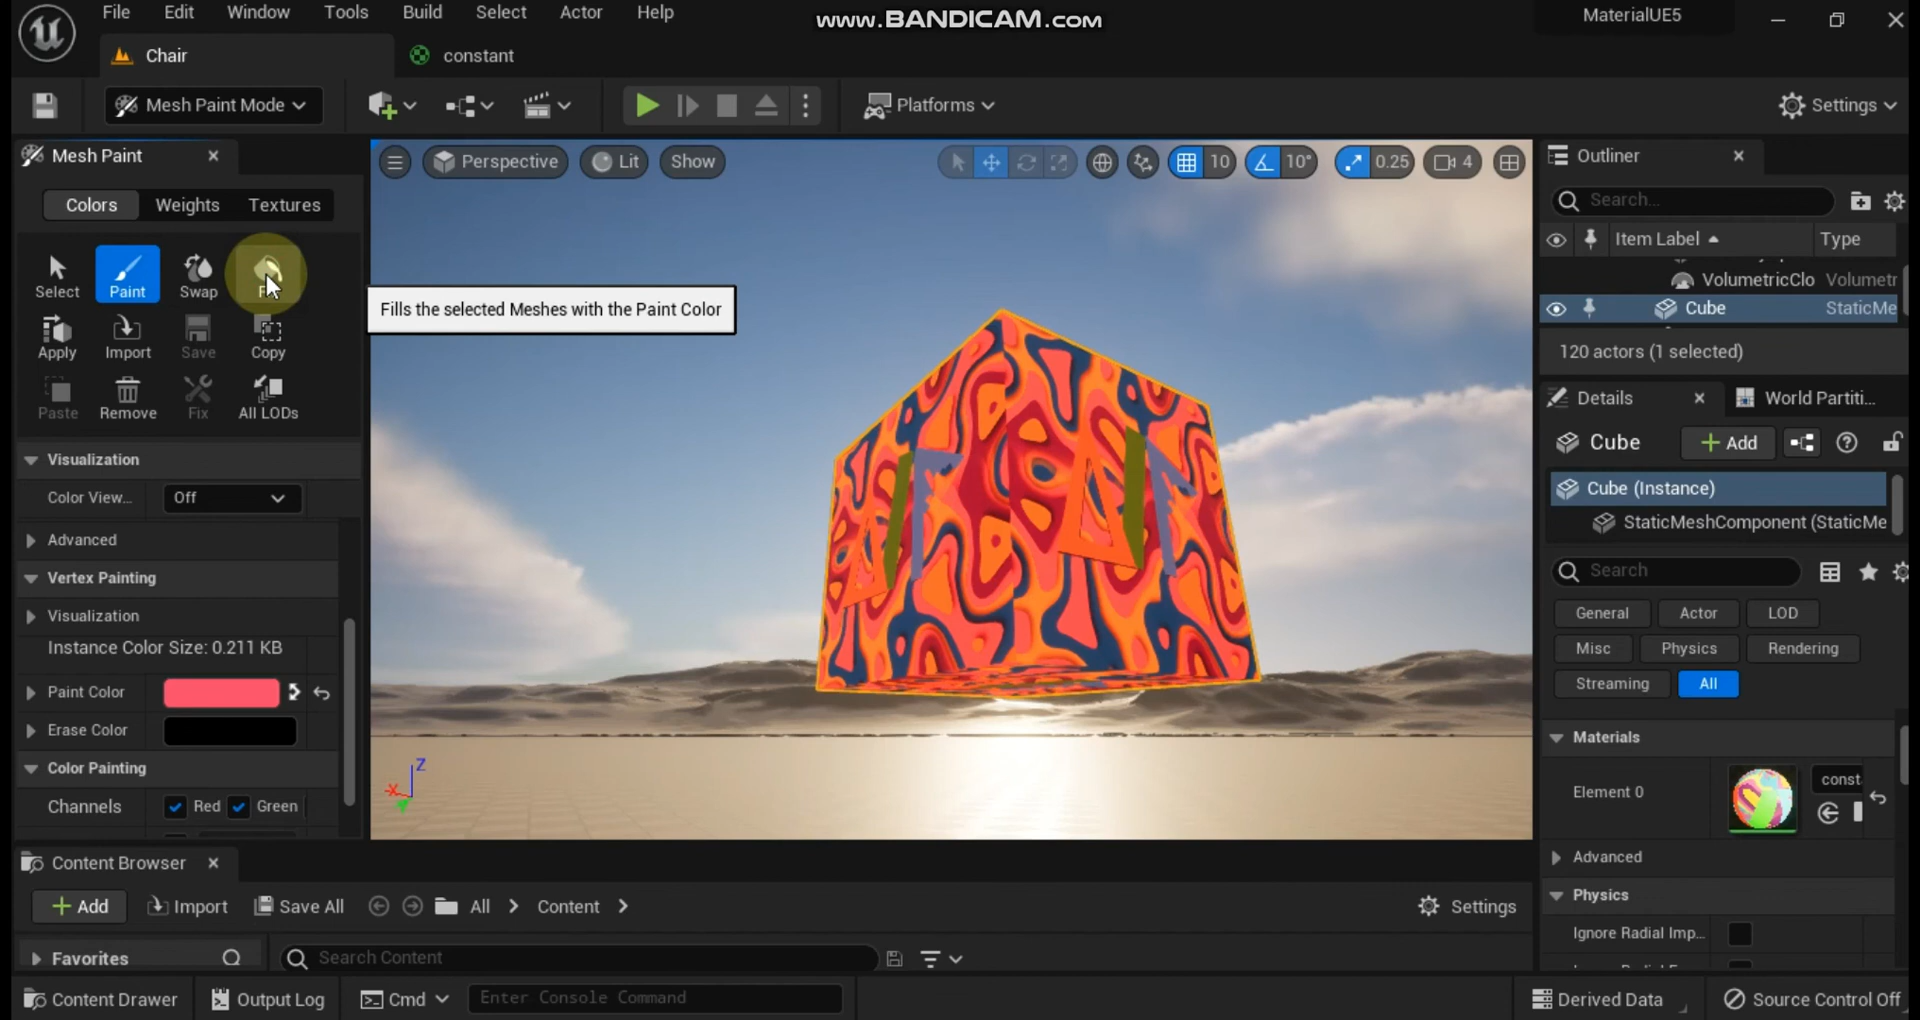 File Edit Window Tools Build Select Actor Help
www.BANDICAM.com
MaterialUE5
Chair
constant
Mesh Paint Mode
Platforms
Settings
Mesh Paint
Perspective
Lit
Show
10
10°
0.25
4
Outliner
Colors Weights Textures
Search...
Item Label
Type
Select Paint Swap
VolumetricClo Volumetr
Fills the selected Meshes with the Paint Color
Cube StaticMe
Apply Import Save Copy
120 actors (1 selected)
Paste Remove Fix All LODs
Details
World Partiti...
Cube
+ Add
Visualization
Color View... Off
Cube (Instance)
StaticMeshComponent (StaticMe
Advanced
Search
Vertex Painting
Visualization
General Actor LOD
Instance Color Size: 0.211 KB
Misc Physics Rendering
Paint Color
Streaming All
Erase Color
Materials
Color Painting
Z
X
Element 0
const
Channels Red Green
Advanced
Content Browser
Physics
+ Add Import Save All All > Content >
Settings
Ignore Radial Imp...
Favorites
Search Content
Content Drawer
Output Log
Cmd
Enter Console Command
Derived Data
Source Control Off